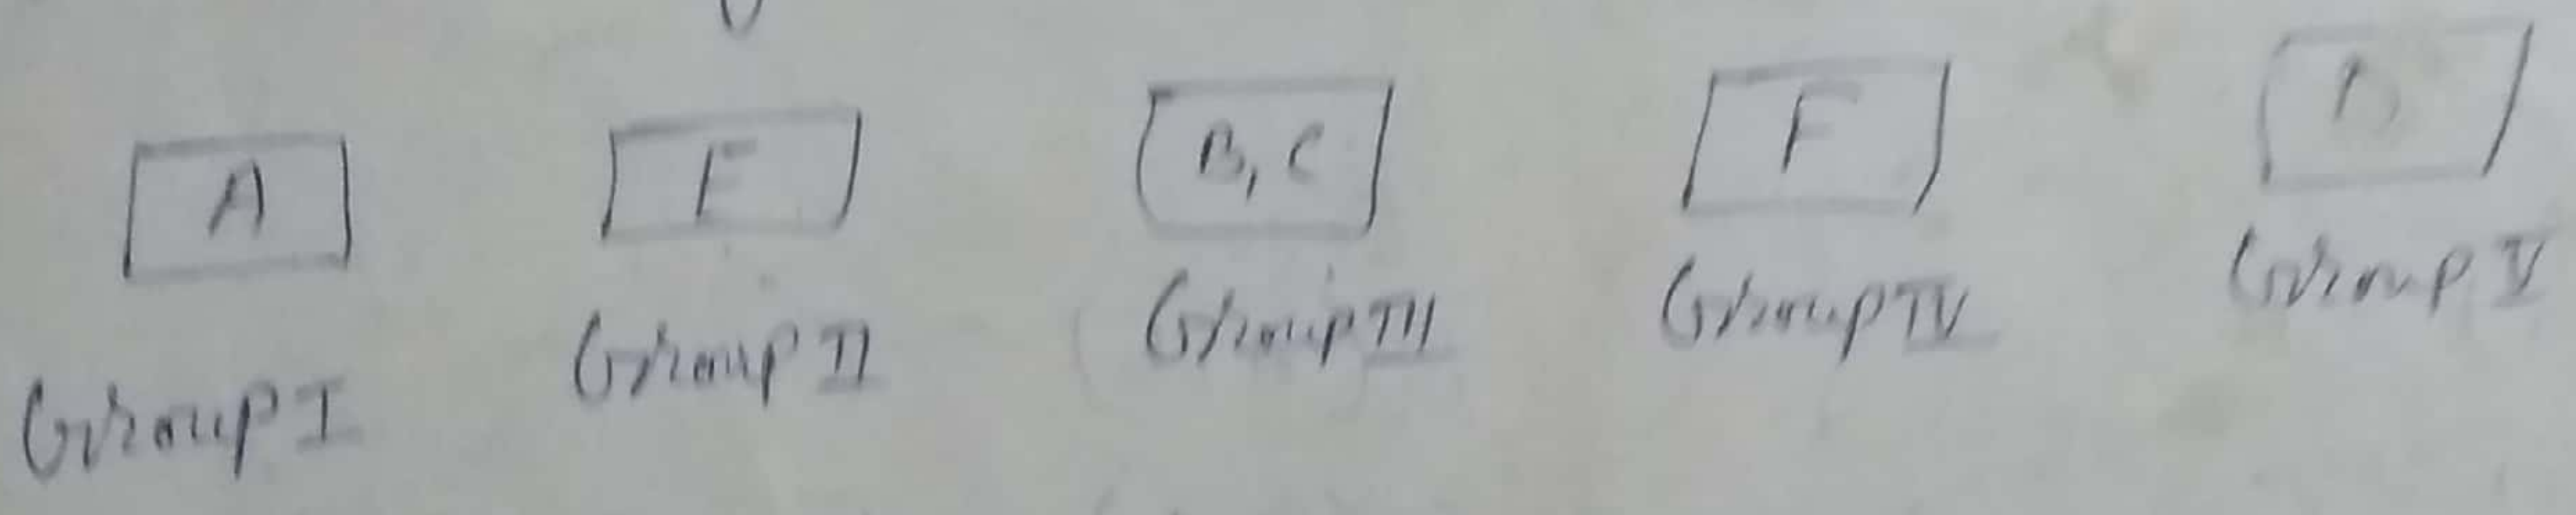 A E B, C F D
Group I Group II Group III Group IV Group V